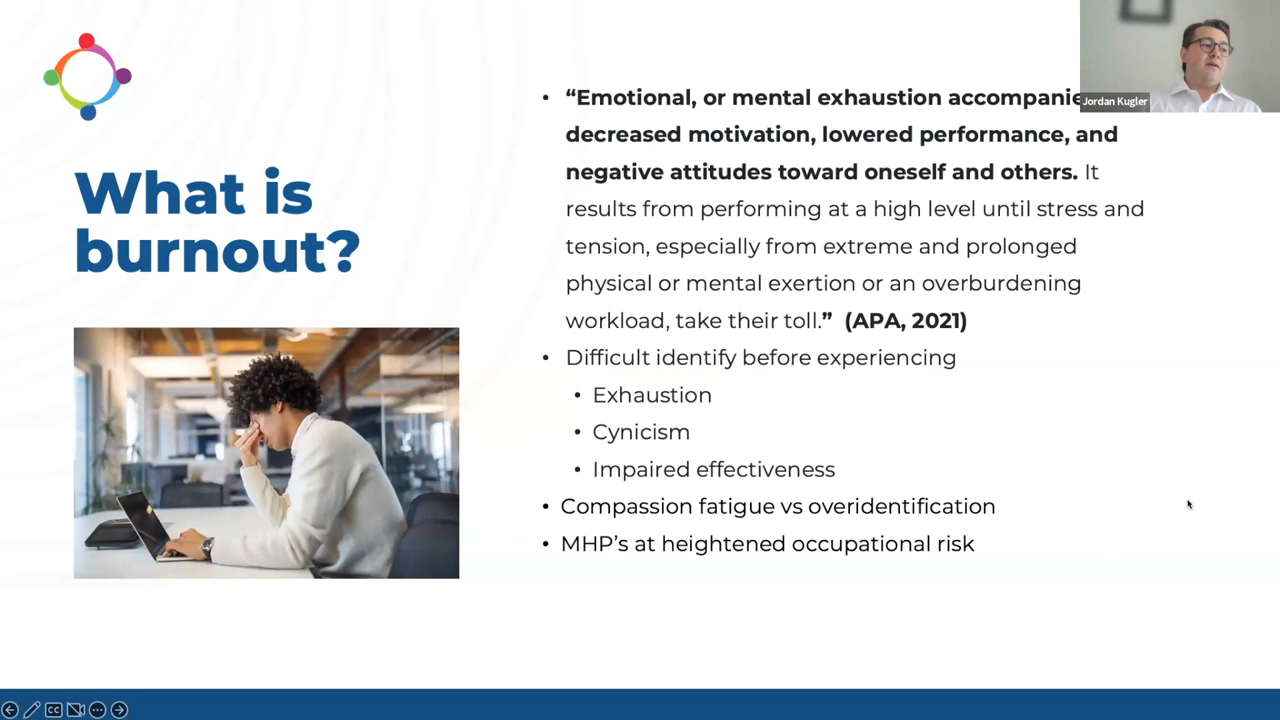 What is
burnout?
• “Emotional, or mental exhaustion
decreased motivation, lowered performance, and
negative attitudes toward oneself and others. It
results from performing at a high level until stress and
tension, especially from extreme and prolonged
physical or mental exertion or an overburdening
workload, take their toll.” (APA, 2021)
• Difficult identify before experiencing
• Exhaustion
• Cynicism
• Impaired effectiveness
• Compassion fatigue vs overidentification
• MHP’s at heightened occupational risk
Jordan Kugler
CC